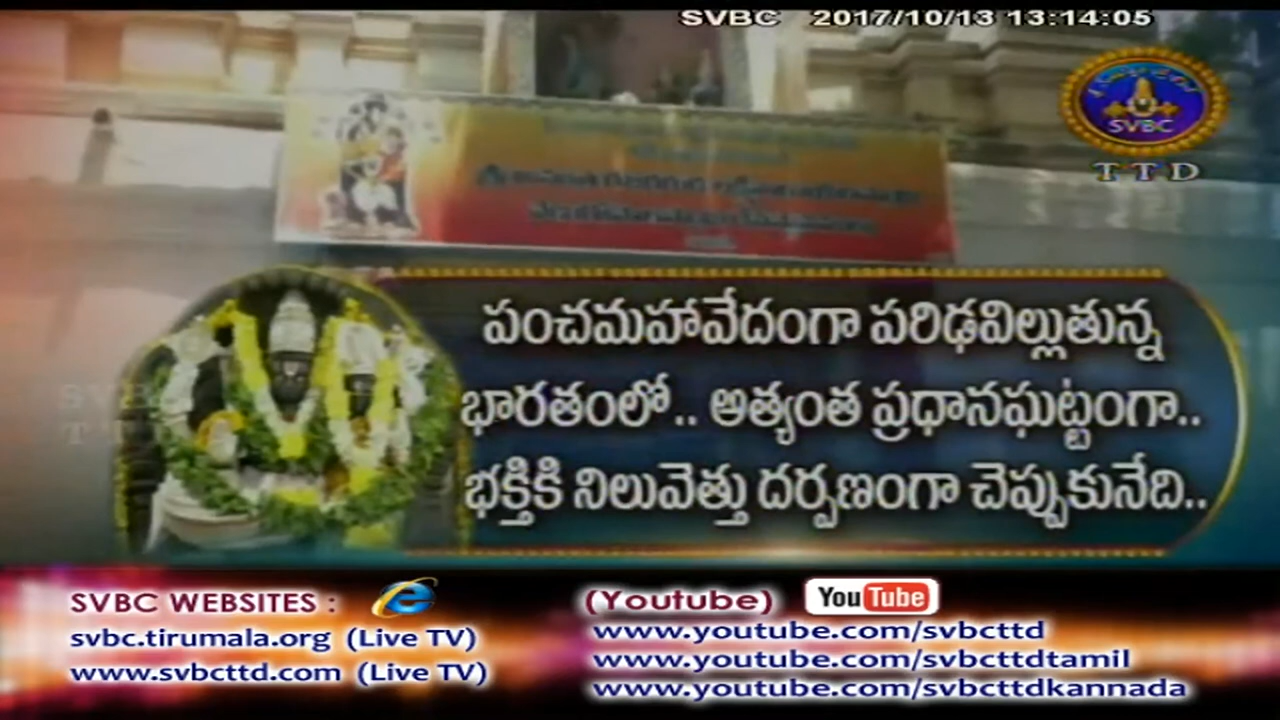 SVBC 2017/10/13 13:14:05
SVBC
TTD
పంచమహావేదంగా పరిఢవిల్లుతున్న
భారతంలో.. అత్యంత ప్రధానఘట్టంగా..
భక్తికి నిలువెత్తు దర్పణంగా చెప్పుకునేది..
SVBC WEBSITES :
svbc.tirumala.org (Live TV)
www.svbcttd.com (Live TV)
(Youtube) YouTube
www.youtube.com/svbcttd
www.youtube.com/svbcttdtamil
www.youtube.com/svbcttdkannada